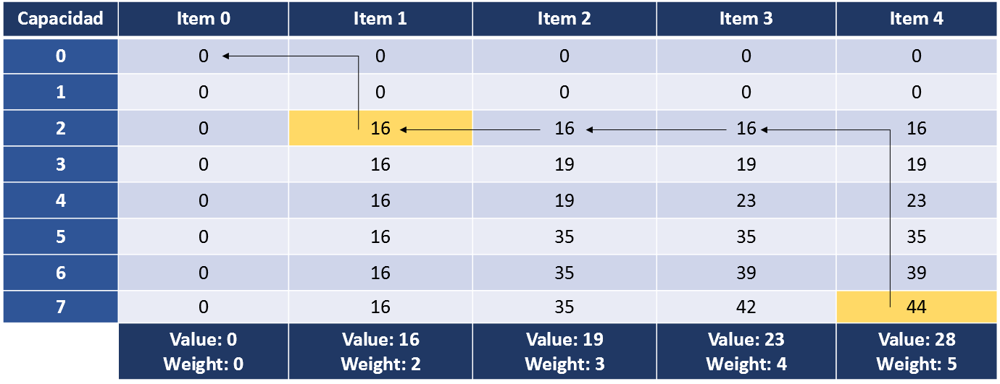 Capacidad Item 0 Item 1 Item 2 Item 3 Item 4
0 0 0 0 0 0
1 0 0 0 0 0
2 0 16 16 16 16
3 0 16 19 19 19
4 0 16 19 23 23
5 0 16 35 35 35
6 0 16 35 39 39
7 0 16 35 42 44
Value: 0 Value: 16 Value: 19 Value: 23 Value: 28
Weight: 0 Weight: 2 Weight: 3 Weight: 4 Weight: 5